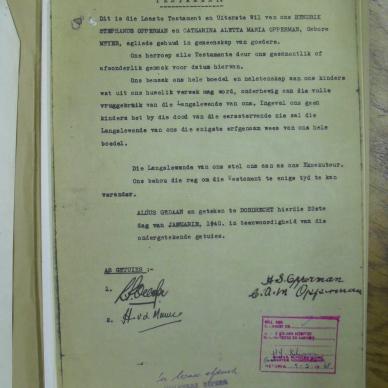 TESTAMENT
Dit is die Laaste Testament en Uiterste Wil van ons HENDRIK
STEPHANUS OPPERMAN en CATHARINA ALETTA MARIA OPPERMAN, Gebore
MEYER, egliede gehuud in gemeenskap van goedere.
Ons herroep alle Testamente deur ons gesamentlik of
afsonderlik gemaak voor datum hiervan.
Ons bemaak ons hele boedel en nalatenskap aan ons kinders
wat uit ons huwelik verwek mag word, onderhewig aan die volle
vruggebruik van die Langslewende van ons. Ingeval ons geen
kinders het by die dood van die eerssterwende nie sal die
Langslewende van ons die enigste erfgenaam wees van ons hele
boedel.
Die Langslewende van ons stel ons aan as ons Eksekuteur.
Ons behou die reg om die Testament te enige tyd te kan
verander.
ALDUS GEDAAN en geteken te DORDRECHT hierdie
dag van JANUARIE, 1940. in teenwoordigheid van die
ondergetekende getuies.
AS GETUIES :-
1.
2.
H.S. Opperman
C.A.M Opperman